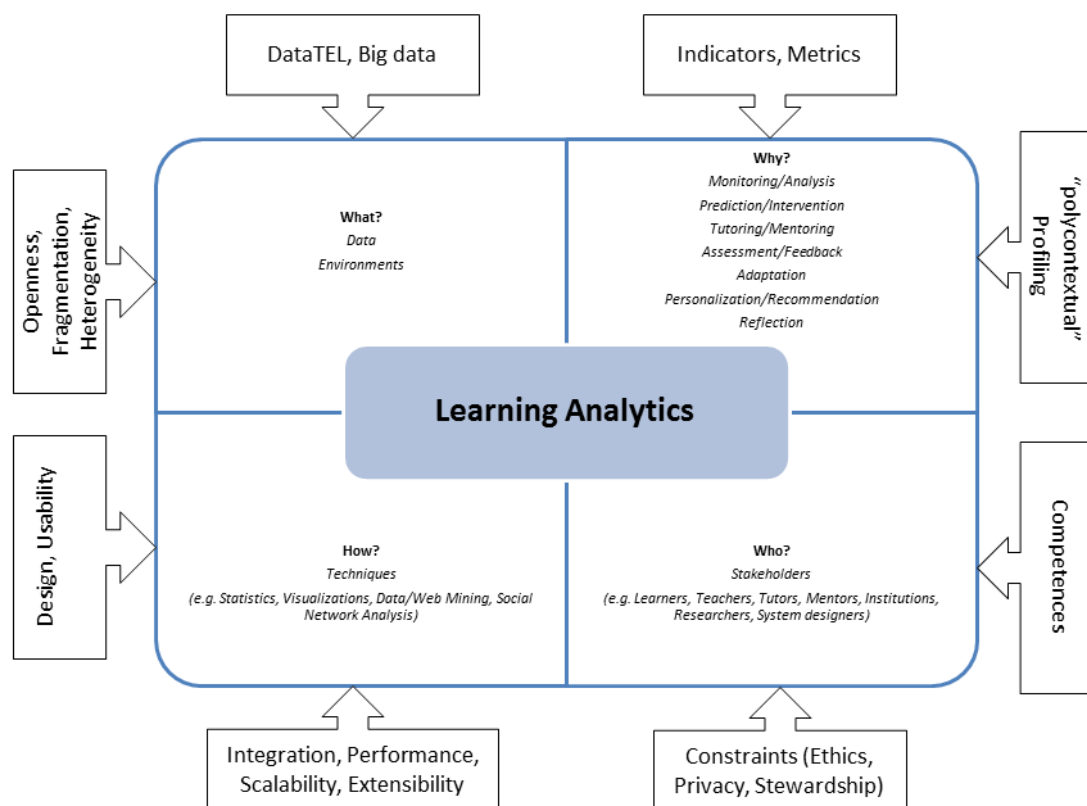 DataTEL, Big data
Indicators, Metrics
Openness,
Fragmentation,
Heterogeneity
What?
Data
Environments
Why?
Monitoring/Analysis
Prediction/Intervention
Tutoring/Mentoring
Assessment/Feedback
Adaptation
Personalization/Recommendation
Reflection
“polycontextual”
Profiling
Learning Analytics
Design, Usability
How?
Techniques
(e.g. Statistics, Visualizations, Data/Web Mining, Social
Network Analysis)
Who?
Stakeholders
(e.g. Learners, Teachers, Tutors, Mentors, Institutions,
Researchers, System designers)
Competences
Integration, Performance,
Scalability, Extensibility
Constraints (Ethics,
Privacy, Stewardship)